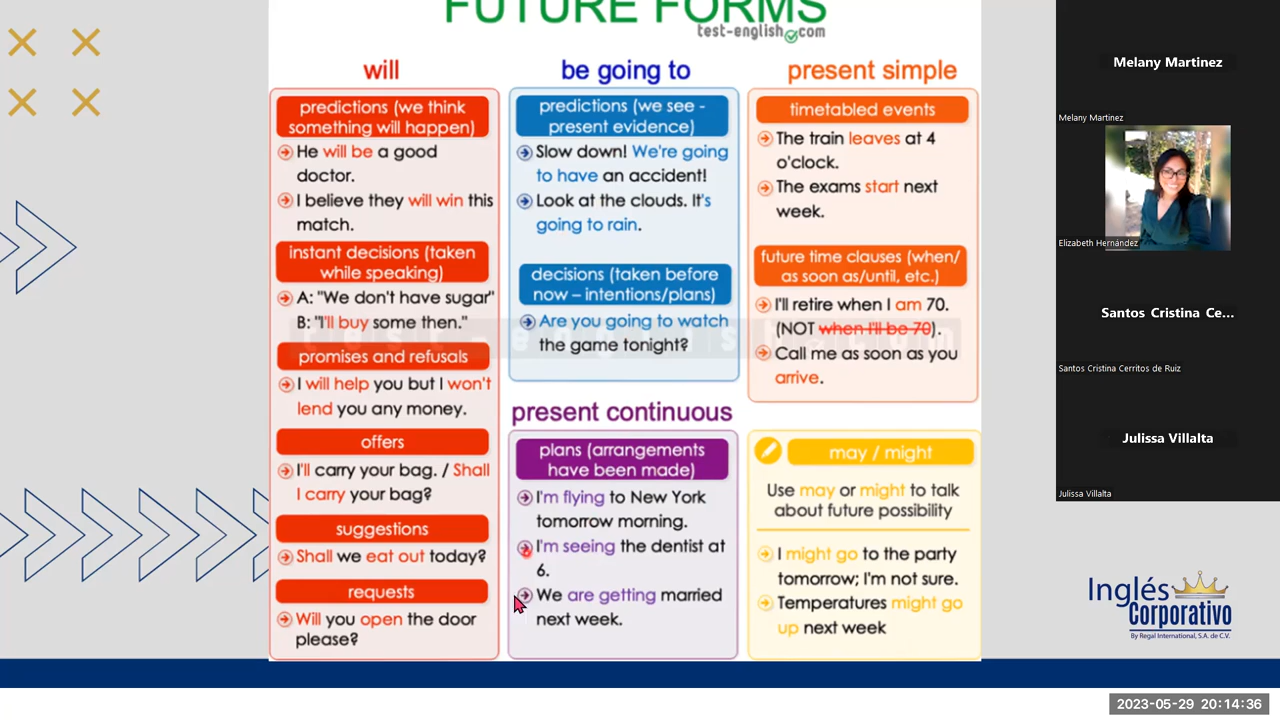 FUTURE FORMS
test-english.com
will
predictions (we think
something will happen)
He will be a good
doctor.
I believe they will win this
match.
instant decisions (taken
while speaking)
A: "We don't have sugar"
B: "I'll buy some then."
promises and refusals
I will help you but I won't
lend you any money.
offers
I'll carry your bag. / Shall
I carry your bag?
suggestions
Shall we eat out today?
requests
Will you open the door
please?
be going to
predictions (we see -
present evidence)
Slow down! We're going
to have an accident!
Look at the clouds. It's
going to rain.
decisions (taken before
now – intentions/plans)
Are you going to watch
the game tonight?
present continuous
plans (arrangements
have been made)
I'm flying to New York
tomorrow morning.
I'm seeing the dentist at
6.
We are getting married
next week.
present simple
timetabled events
The train leaves at 4
o'clock.
The exams start next
week.
future time clauses (when/
as soon as/until, etc.)
I'll retire when I am 70.
(NOT when I'll be 70).
Call me as soon as you
arrive.
may / might
Use may or might to talk
about future possibility
I might go to the party
tomorrow; I'm not sure.
Temperatures might go
up next week
Melany Martinez
Melany Martinez
Elizabeth Hernández
Santos Cristina Ce...
Santos Cristina Cerritos de Ruiz
Julissa Villalta
Julissa Villalta
Inglés
Corporativo
By Regal International, S.A. de C.V.
2023-05-29 20:14:36